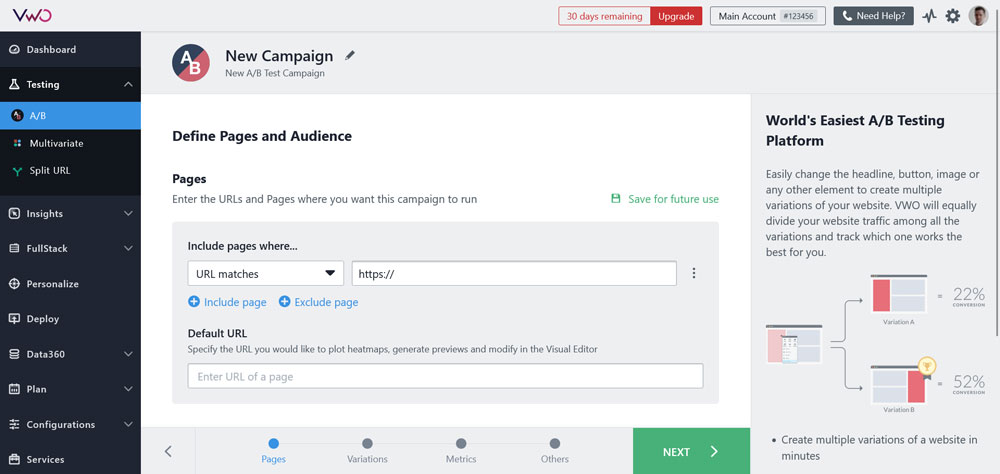 VWO
30 days remaining
Upgrade
Main Account #123456
Need Help?
Dashboard
Testing
A/B
Multivariate
Split URL
Insights
FullStack
Personalize
Deploy
Data360
Plan
Configurations
Services
A
B
New Campaign
New A/B Test Campaign
Define Pages and Audience
Pages
Enter the URLs and Pages where you want this campaign to run
Save for future use
Include pages where...
URL matches
https://
Include page
Exclude page
Default URL
Specify the URL you would like to plot heatmaps, generate previews and modify in the Visual Editor
Enter URL of a page
Pages
Variations
Metrics
Others
NEXT
World's Easiest A/B Testing
Platform
Easily change the headline, button, image or
any other element to create multiple
variations of your website. VWO will equally
divide your website traffic among all the
variations and track which one works the
best for you.
= 22%
CONVERSION
Variation A
= 52%
CONVERSION
Variation B
• Create multiple variations of a website in
minutes